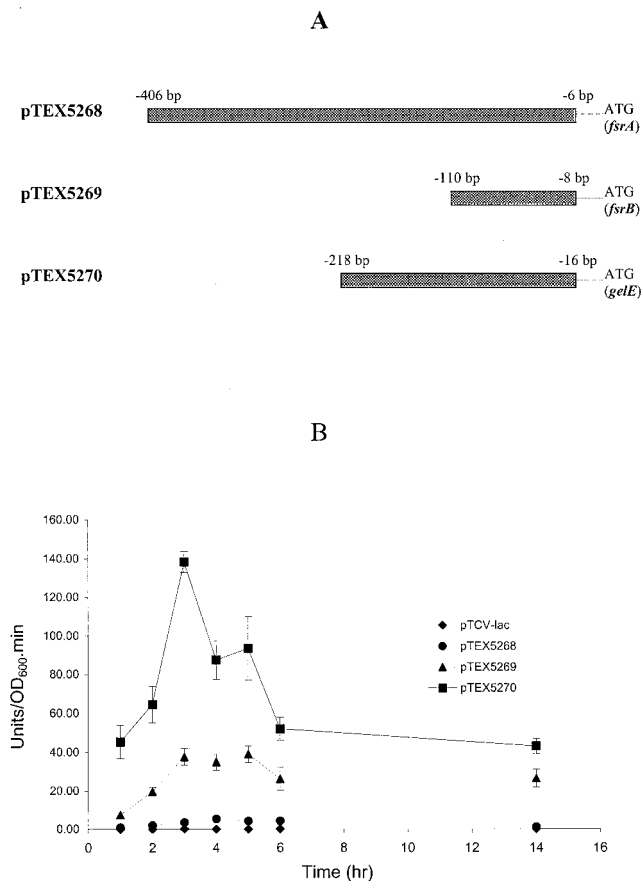 A
-406 bp
-6 bp
pTEX5268
ATG
(fsrA)
-110 bp
-8 bp
pTEX5269
ATG
(fsrB)
-218 bp
-16 bp
pTEX5270
ATG
(gelE)
B
160.00
140.00
120.00
100.00
80.00
60.00
40.00
20.00
0.00
Units/OD600.min
pTCV-lac
pTEX5268
pTEX5269
pTEX5270
0 2 4 6 8 10 12 14 16
Time (hr)